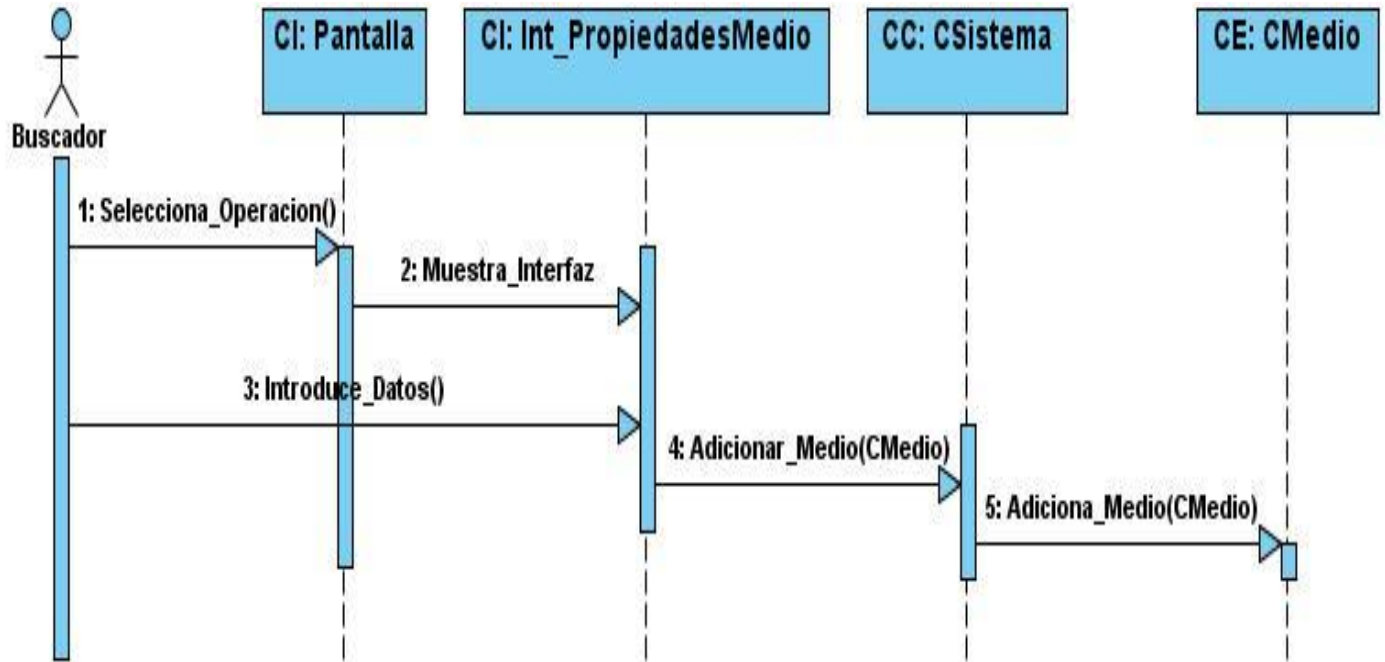 CI: Pantalla
CI: Int_PropiedadesMedio
CC: CSistema
CE: CMedio
Buscador
1: Selecciona_Operacion()
2: Muestra_Interfaz
3: Introduce_Datos()
4: Adicionar_Medio(CMedio)
5: Adiciona_Medio(CMedio)